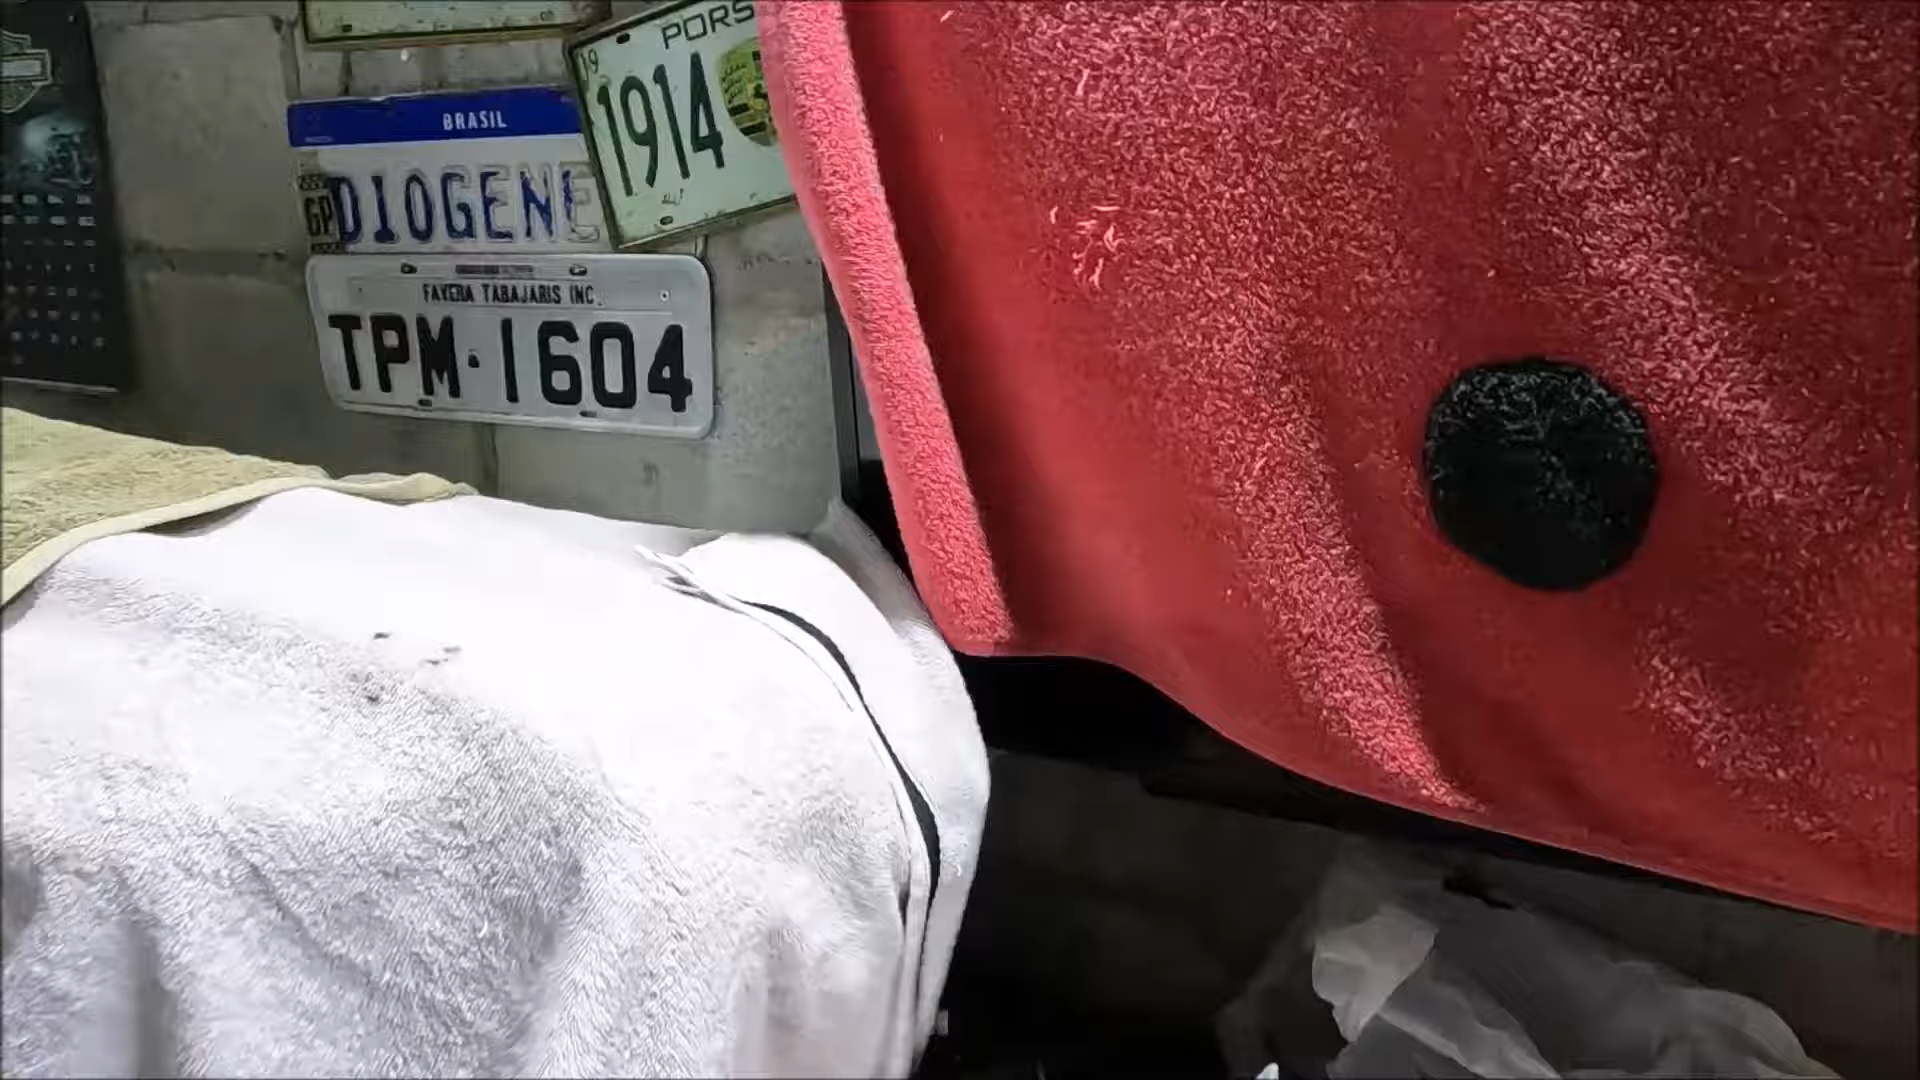 PORS
19
1914
BRASIL
GP
DIOGENE
FAVERA TABAJARIS INC.
TPM·1604